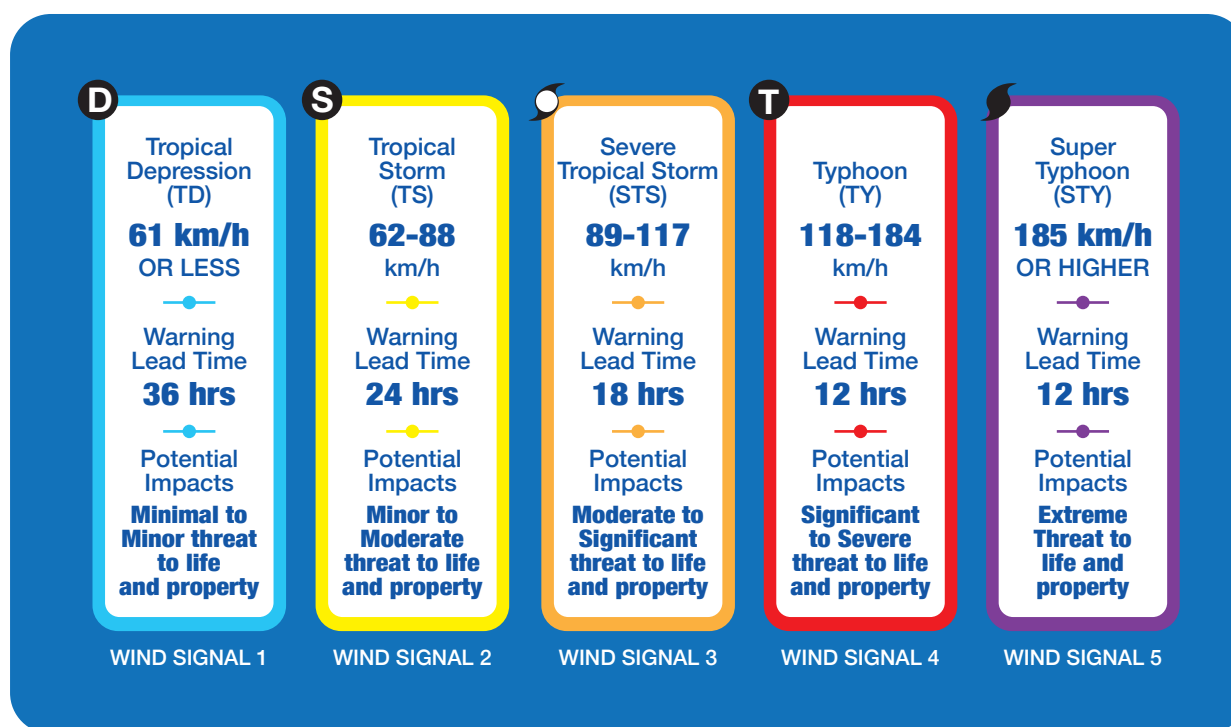 D
Tropical
Depression
(TD)
61 km/h
OR LESS
Warning
Lead Time
36 hrs
Potential
Impacts
Minimal to
Minor threat
to life
and property
WIND SIGNAL 1
S
Tropical
Storm
(TS)
62-88
km/h
Warning
Lead Time
24 hrs
Potential
Impacts
Minor to
Moderate
threat to life
and property
WIND SIGNAL 2
Severe
Tropical Storm
(STS)
89-117
km/h
Warning
Lead Time
18 hrs
Potential
Impacts
Moderate to
Significant
threat to life
and property
WIND SIGNAL 3
T
Typhoon
(TY)
118-184
km/h
Warning
Lead Time
12 hrs
Potential
Impacts
Significant
to Severe
threat to life
and property
WIND SIGNAL 4
Super
Typhoon
(STY)
185 km/h
OR HIGHER
Warning
Lead Time
12 hrs
Potential
Impacts
Extreme
Threat to
life and
property
WIND SIGNAL 5